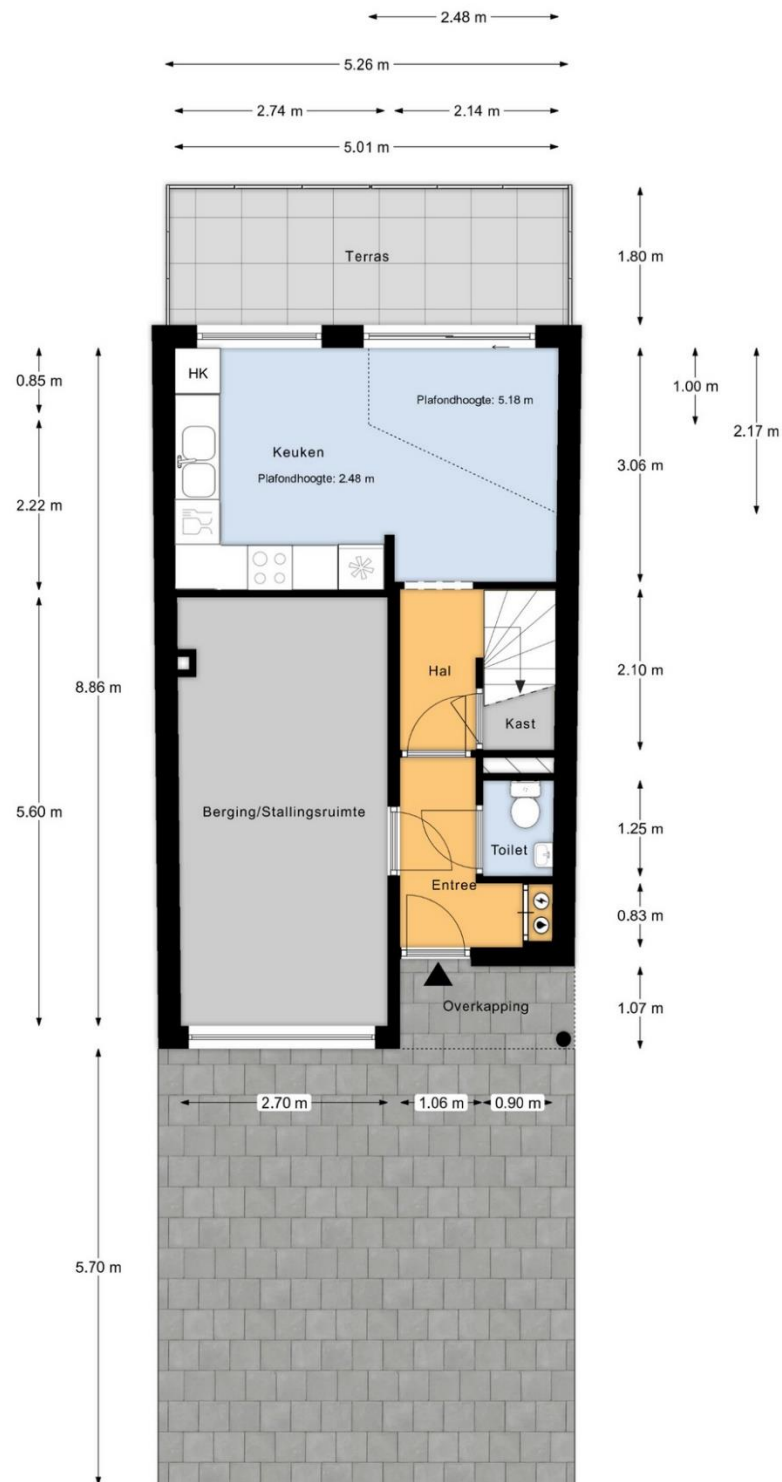 2.48 m
5.26 m
2.74 m
2.14 m
5.01 m
Terras
1.80 m
0.85 m
HK
Plafondhoogte: 5.18 m
1.00 m
2.17 m
Keuken
Plafondhoogte: 2.48 m
3.06 m
2.22 m
8.86 m
Hal
2.10 m
Kast
5.60 m
Berging/Stallingsruimte
1.25 m
Toilet
Entree
0.83 m
Overkapping
1.07 m
2.70 m
1.06 m
0.90 m
5.70 m